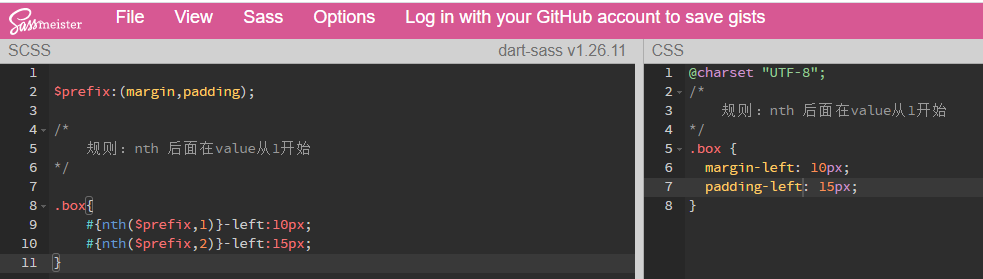 Sassmeister File View Sass Options Log in with your GitHub account to save gists
SCSS dart-sass v1.26.11
1
2 $prefix:(margin,padding);
3
4 /*
5 规则：nth 后面在value从1开始
6 */
7
8 .box{
9 #{nth($prefix,1)}-left:10px;
10 #{nth($prefix,2)}-left:15px;
11 }
CSS
1 @charset "UTF-8";
2 /*
3 规则：nth 后面在value从1开始
4 */
5 .box {
6 margin-left: 10px;
7 padding-left: 15px;
8 }